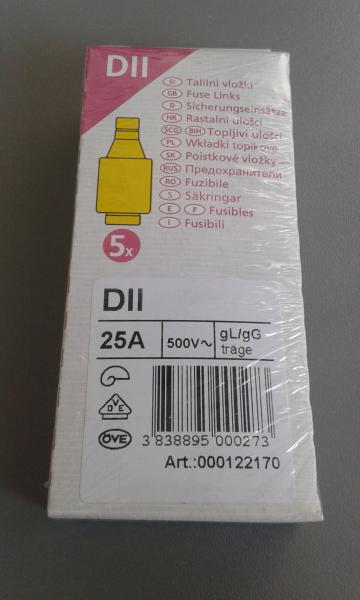 DII
SI Talilni vložki
GB Fuse Links
D Sicherungseinsätze
HR Rastalni ulošci
SCG BIH Topljivi ulošci
PL Wkładki topikowe
SK Poistkové vložky
RUS Предохранители
RO Fuzibile
S Säkringar
E F Fusibles
I Fusibili
5x
DII
25A
500V~
gL/gG
träge
DVE
ÖVE
3 838895 000273
Art.:000122170